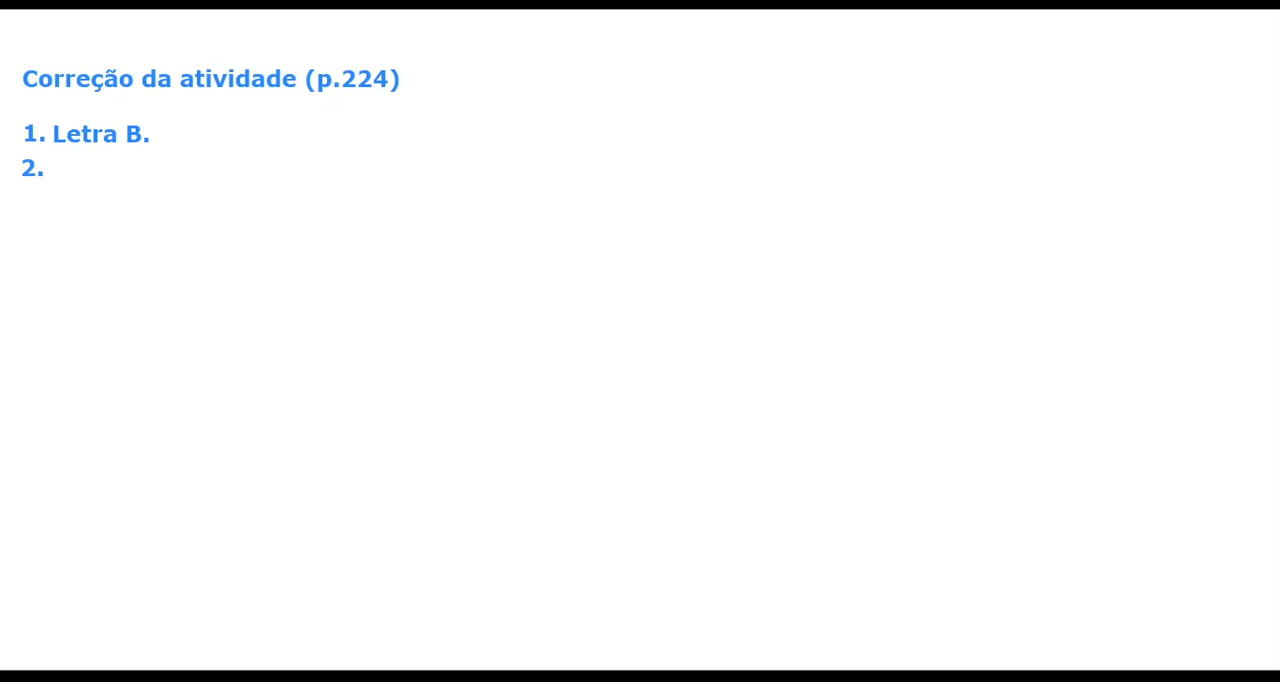 Correção da atividade (p.224)
1. Letra B.
2.